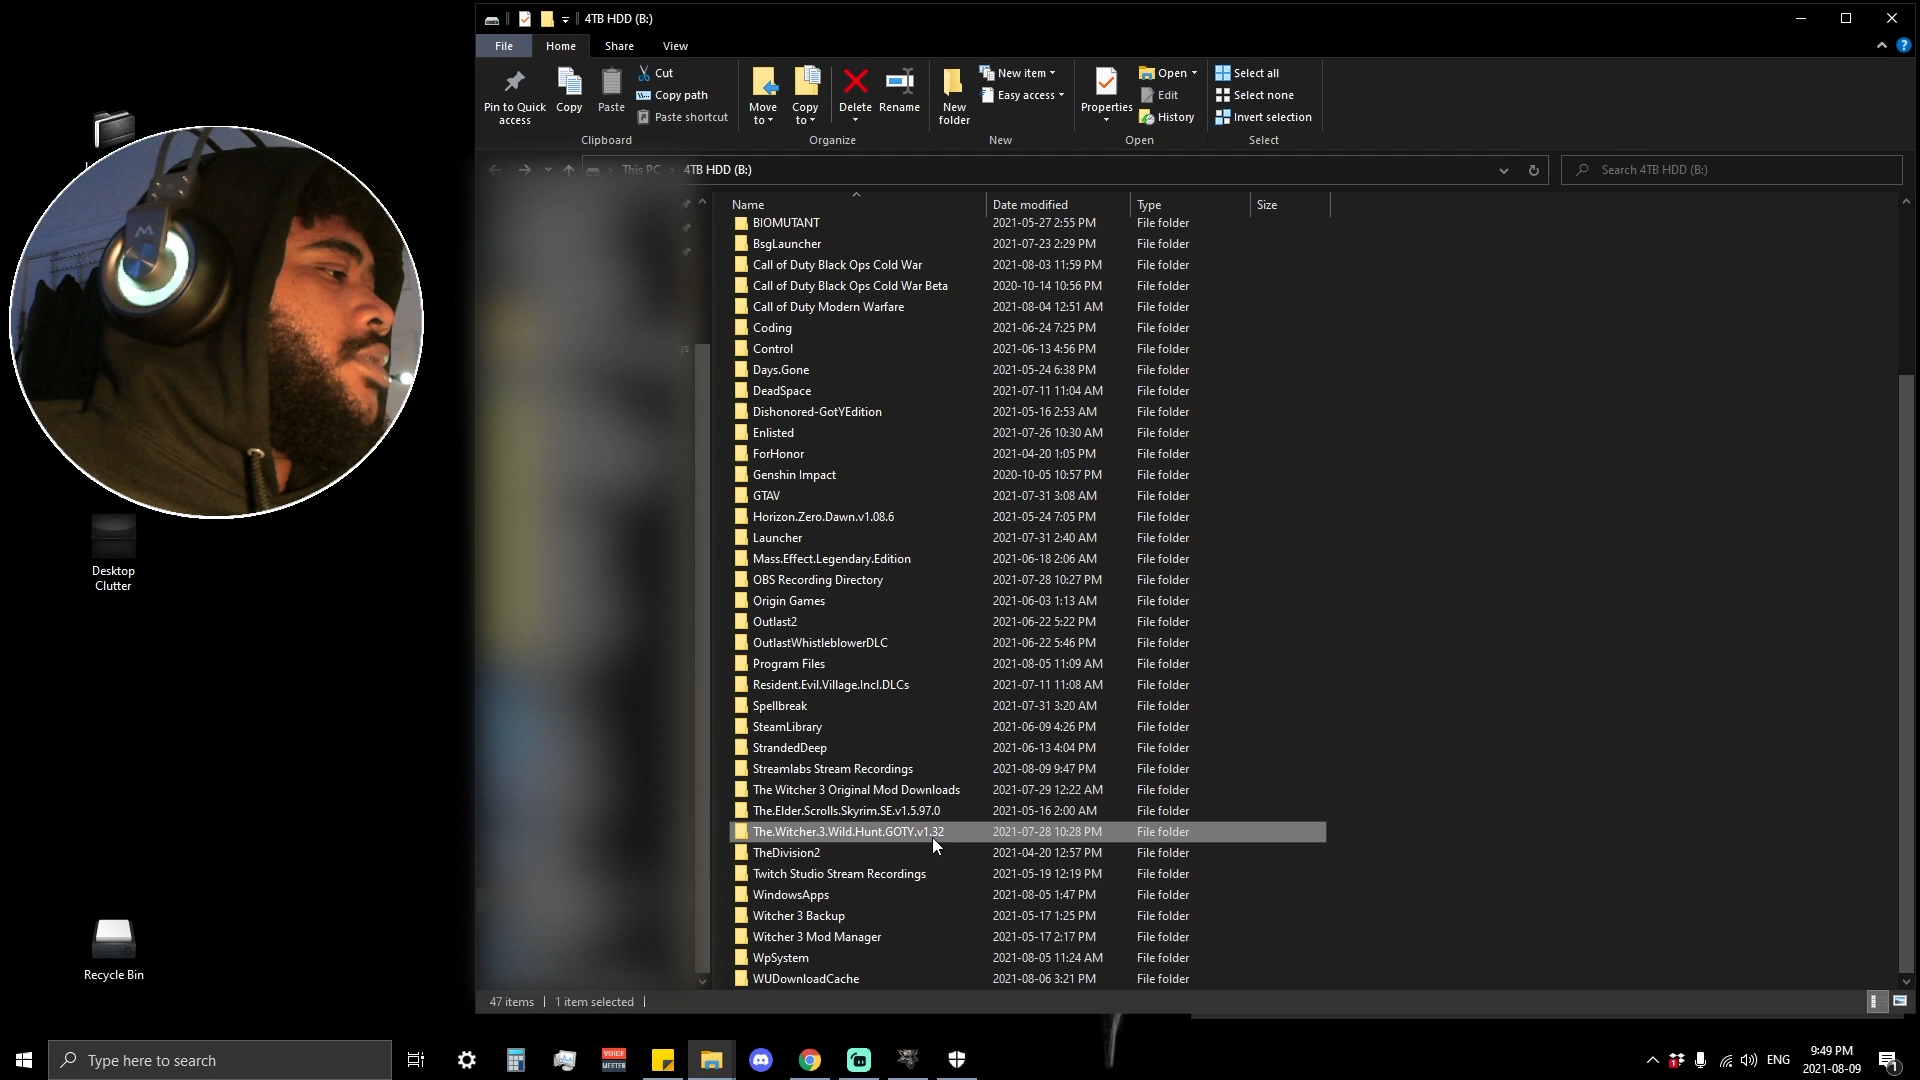 4TB HDD (B:)
File Home Share View
Pin to Quick access
Copy
Paste
Cut
Copy path
Paste shortcut
Clipboard
Move to
Copy to
Delete
Rename
Organize
New folder
New item
Easy access
New
Properties
Open
Edit
History
Open
Select all
Select none
Invert selection
Select
This PC > 4TB HDD (B:)
Search 4TB HDD (B:)
Name Date modified Type Size
BIOMUTANT 2021-05-27 2:55 PM File folder
BsgLauncher 2021-07-23 2:29 PM File folder
Call of Duty Black Ops Cold War 2021-08-03 11:59 PM File folder
Call of Duty Black Ops Cold War Beta 2020-10-14 10:56 PM File folder
Call of Duty Modern Warfare 2021-08-04 12:51 AM File folder
Coding 2021-06-24 7:25 PM File folder
Control 2021-06-13 4:56 PM File folder
Days.Gone 2021-05-24 6:38 PM File folder
DeadSpace 2021-07-11 11:04 AM File folder
Dishonored-GotYEdition 2021-05-16 2:53 AM File folder
Enlisted 2021-07-26 10:30 AM File folder
ForHonor 2021-04-20 1:05 PM File folder
Genshin Impact 2020-10-05 10:57 PM File folder
GTAV 2021-07-31 3:08 AM File folder
Horizon.Zero.Dawn.v1.08.6 2021-05-24 7:05 PM File folder
Launcher 2021-07-31 2:40 AM File folder
Mass.Effect.Legendary.Edition 2021-06-18 2:06 AM File folder
OBS Recording Directory 2021-07-28 10:27 PM File folder
Origin Games 2021-06-03 1:13 AM File folder
Outlast2 2021-06-22 5:22 PM File folder
OutlastWhistleblowerDLC 2021-06-22 5:46 PM File folder
Program Files 2021-08-05 11:09 AM File folder
Resident.Evil.Village.Incl.DLCs 2021-07-11 11:08 AM File folder
Spellbreak 2021-07-31 3:20 AM File folder
SteamLibrary 2021-06-09 4:26 PM File folder
StrandedDeep 2021-06-13 4:04 PM File folder
Streamlabs Stream Recordings 2021-08-09 9:47 PM File folder
The Witcher 3 Original Mod Downloads 2021-07-29 12:22 AM File folder
The.Elder.Scrolls.Skyrim.SE.v1.5.97.0 2021-05-16 2:00 AM File folder
The.Witcher.3.Wild.Hunt.GOTY.v1.32 2021-07-28 10:28 PM File folder
TheDivision2 2021-04-20 12:57 PM File folder
Twitch Studio Stream Recordings 2021-05-19 12:19 PM File folder
WindowsApps 2021-08-05 1:47 PM File folder
Witcher 3 Backup 2021-05-17 1:25 PM File folder
Witcher 3 Mod Manager 2021-05-17 2:17 PM File folder
WpSystem 2021-08-05 11:24 AM File folder
WUDownloadCache 2021-08-06 3:21 PM File folder
47 items 1 item selected
Desktop
Clutter
Recycle Bin
Type here to search
VOICE
MEETER
ENG
9:49 PM
2021-08-09
1